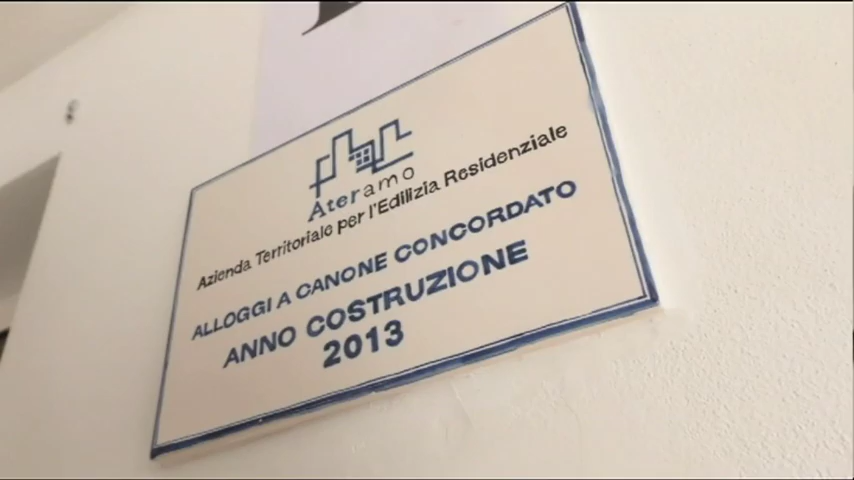 Ateramo
Azienda Territoriale per l'Edilizia Residenziale
ALLOGGI A CANONE CONCORDATO
ANNO COSTRUZIONE
2013